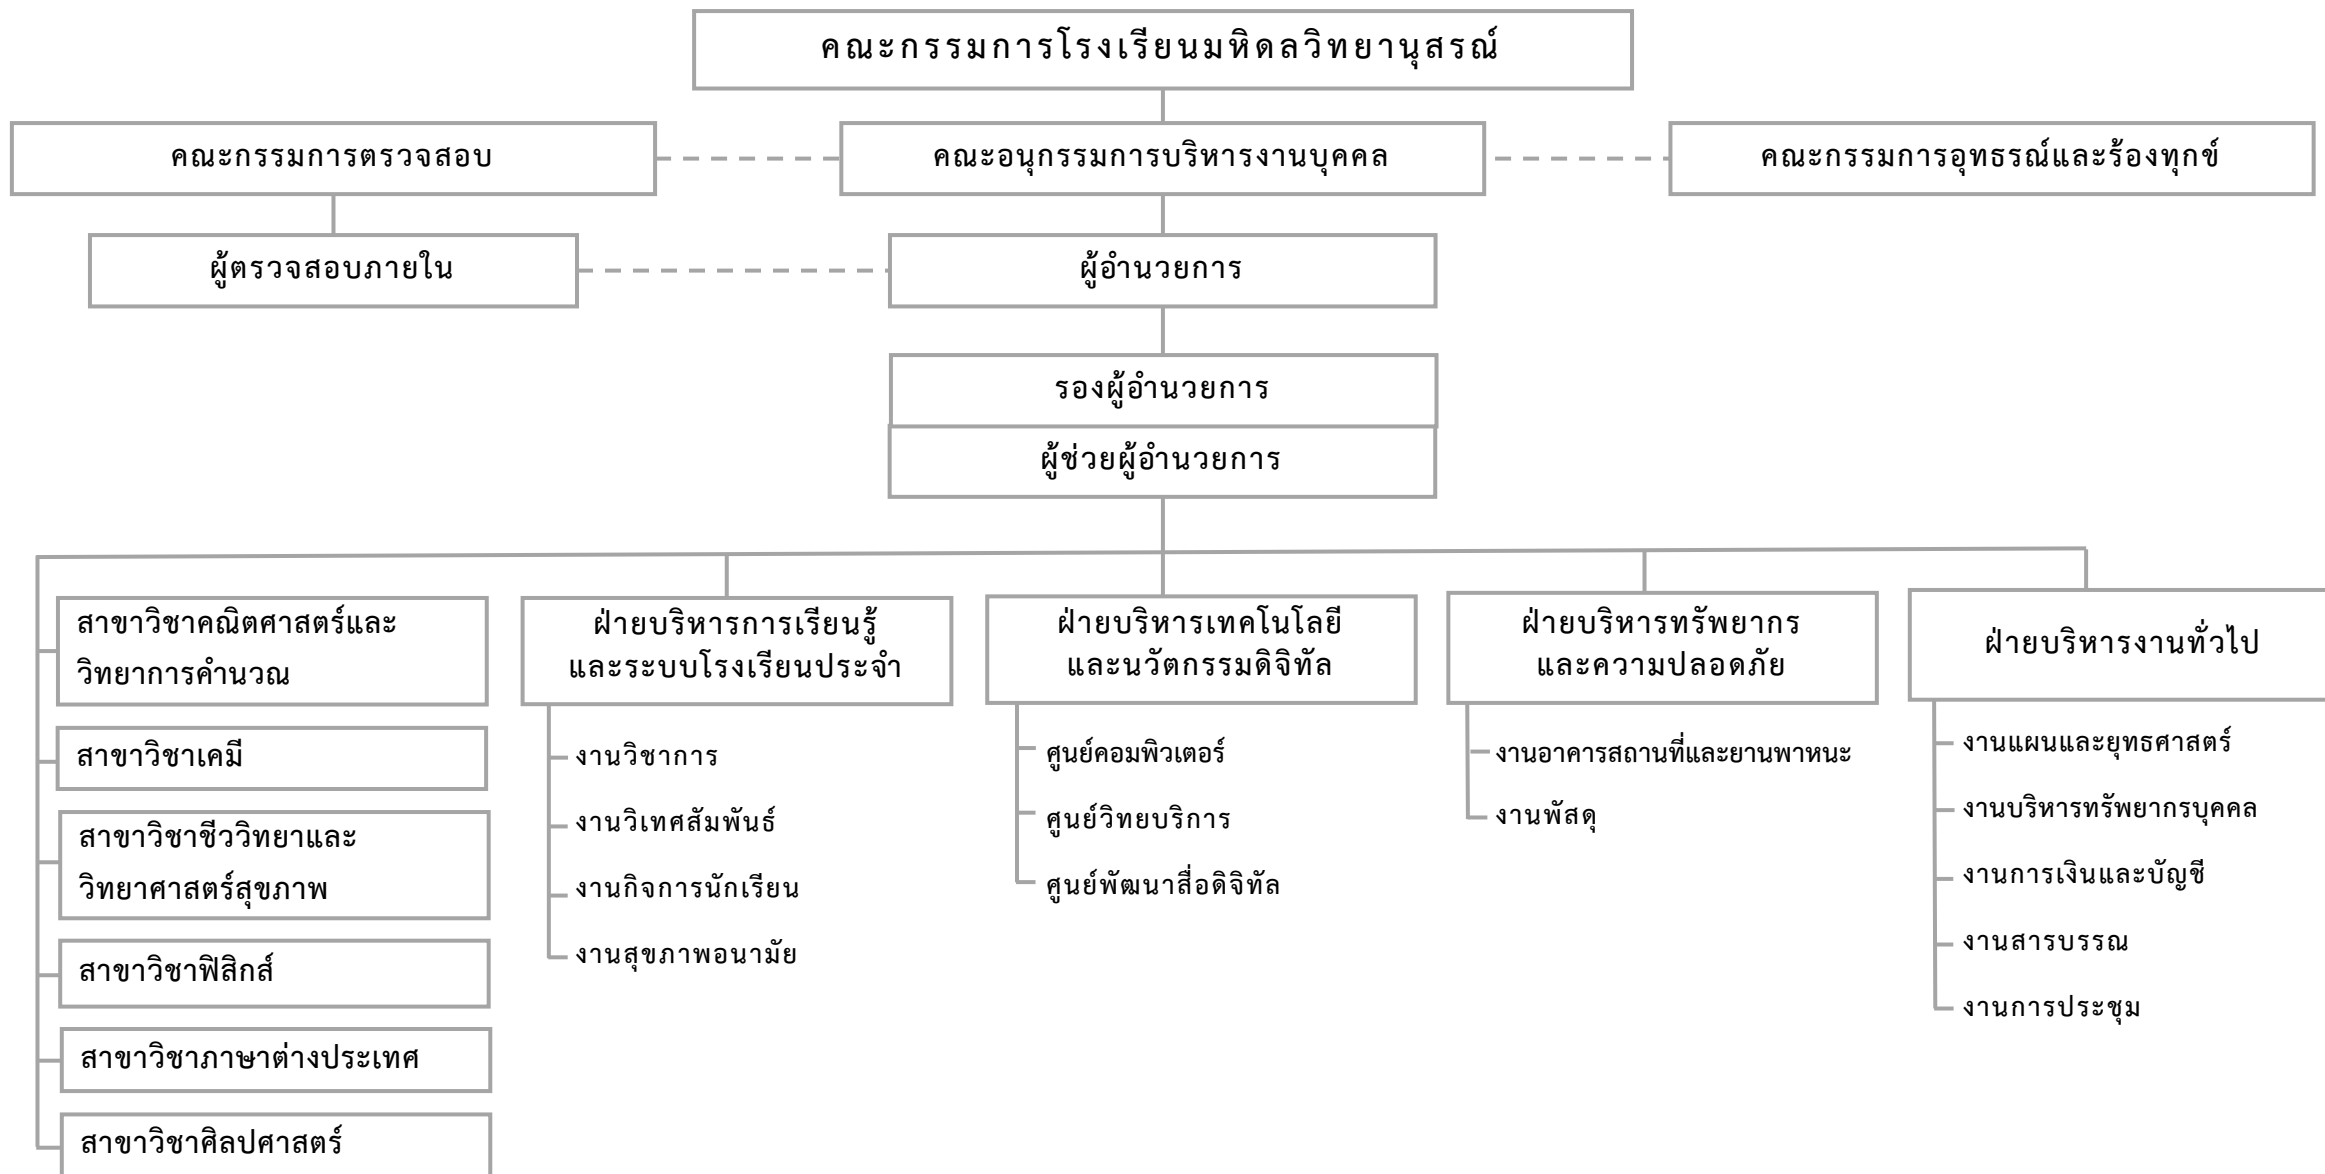 คณะกรรมการโรงเรียนมหิดลวิทยานุสรณ์
คณะกรรมการตรวจสอบ
คณะอนุกรรมการบริหารงานบุคคล
คณะกรรมการอุทธรณ์และร้องทุกข์
ผู้ตรวจสอบภายใน
ผู้อำนวยการ
รองผู้อำนวยการ
ผู้ช่วยผู้อำนวยการ
สาขาวิชาคณิตศาสตร์และ
วิทยาการคำนวณ
สาขาวิชาเคมี
สาขาวิชาชีววิทยาและ
วิทยาศาสตร์สุขภาพ
สาขาวิชาฟิสิกส์
สาขาวิชาภาษาต่างประเทศ
สาขาวิชาศิลปศาสตร์
ฝ่ายบริหารการเรียนรู้
และระบบโรงเรียนประจำ
งานวิชาการ
งานวิเทศสัมพันธ์
งานกิจการนักเรียน
งานสุขภาพอนามัย
ฝ่ายบริหารเทคโนโลยี
และนวัตกรรมดิจิทัล
ศูนย์คอมพิวเตอร์
ศูนย์วิทยบริการ
ศูนย์พัฒนาสื่อดิจิทัล
ฝ่ายบริหารทรัพยากร
และความปลอดภัย
งานอาคารสถานที่และยานพาหนะ
งานพัสดุ
ฝ่ายบริหารงานทั่วไป
งานแผนและยุทธศาสตร์
งานบริหารทรัพยากรบุคคล
งานการเงินและบัญชี
งานสารบรรณ
งานการประชุม